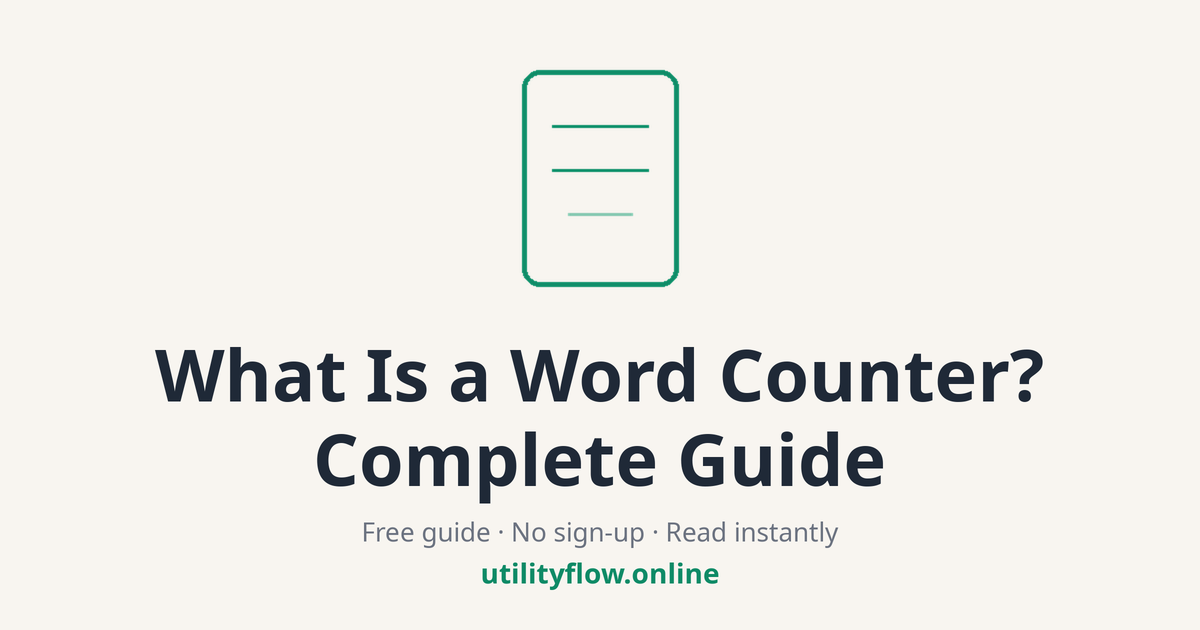 What Is a Word Counter?
Complete Guide
Free guide · No sign-up · Read instantly
utilityflow.online